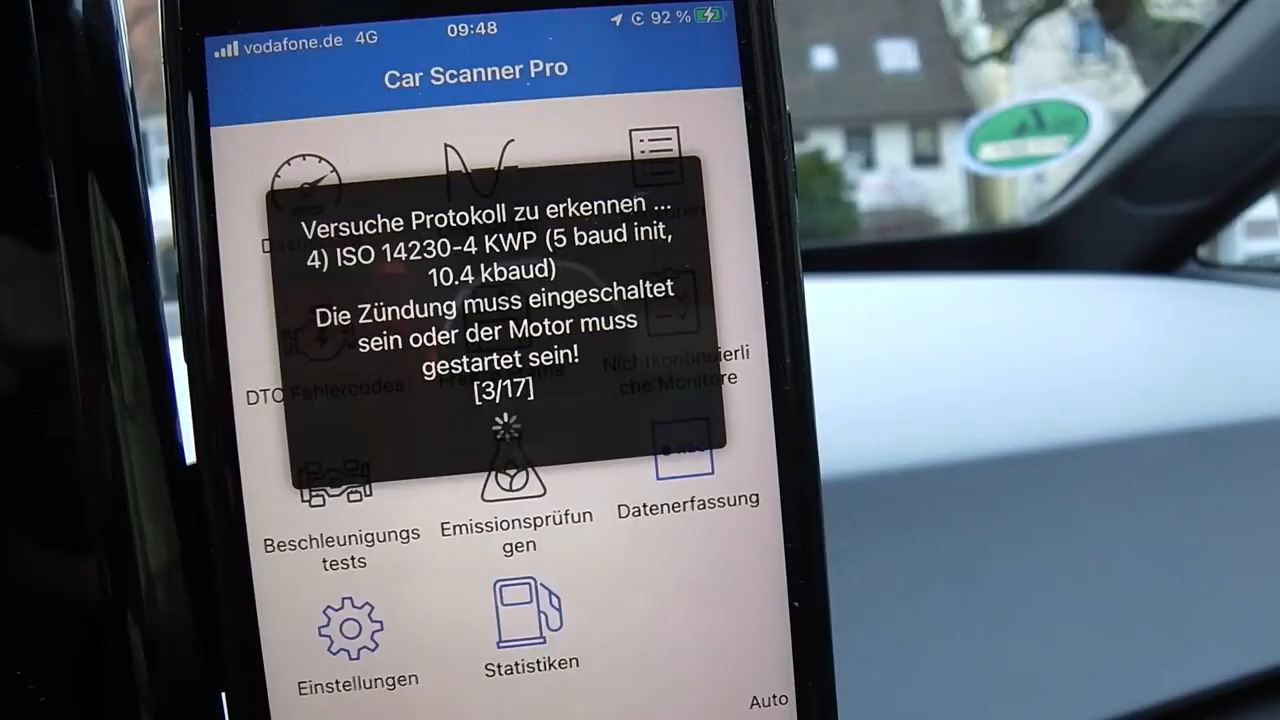 vodafone.de 4G 09:48 92 %
Car Scanner Pro
Versuche Protokoll zu erkennen ...
4) ISO 14230-4 KWP (5 baud init,
10.4 kbaud)
Die Zündung muss eingeschaltet
sein oder der Motor muss
gestartet sein!
[3/17]
DTC Fehlercodes
Nichtkontinuierli
che Monitore
Beschleunigungs
tests
Emissionsprüfun
gen
Datenerfassung
Einstellungen
Statistiken
Auto